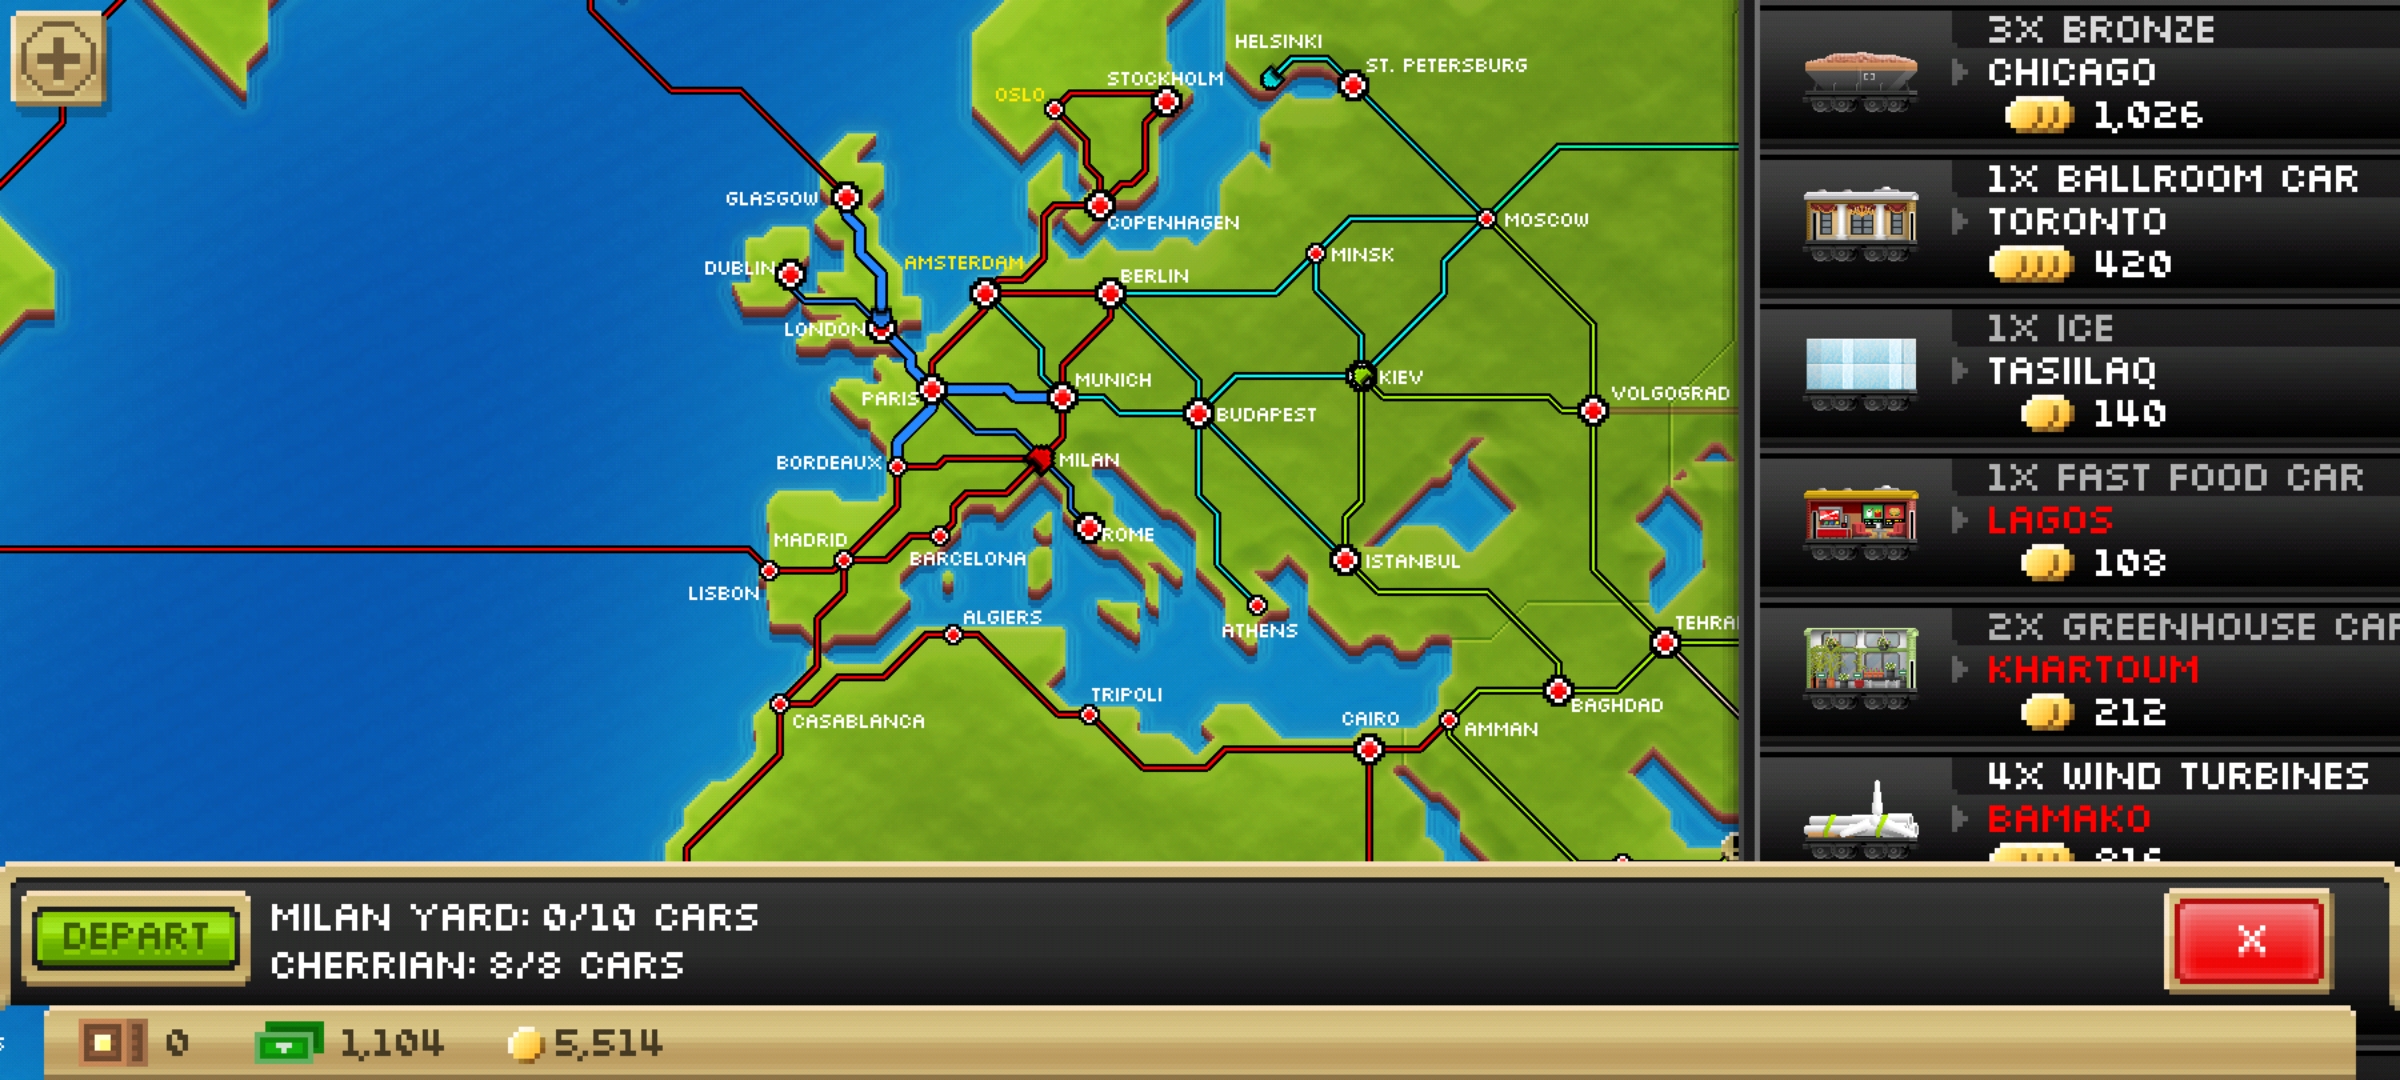 HELSINKI
ST. PETERSBURG
STOCKHOLM
OSLO
GLASGOW
COPENHAGEN
MOSCOW
MINSK
DUBLIN
AMSTERDAM
BERLIN
LONDON
MUNICH
KIEV
PARIS
VOLGOGRAD
BUDAPEST
BORDEAUX
MILAN
MADRID
ROME
BARCELONA
ISTANBUL
LISBON
ALGIERS
ATHENS
TEHRA
TRIPOLI
BAGHDAD
CASABLANCA
CAIRO
AMMAN
3X BRONZE
CHICAGO
1,026
1X BALLROOM CAR
TORONTO
420
1X ICE
TASIILAQ
140
1X FAST FOOD CAR
LAGOS
108
2X GREENHOUSE CAR
KHARTOUM
212
4X WIND TURBINES
BAMAKO
DEPART
MILAN YARD: 0/10 CARS
CHERRIAN: 8/8 CARS
X
0
1,104
5,514